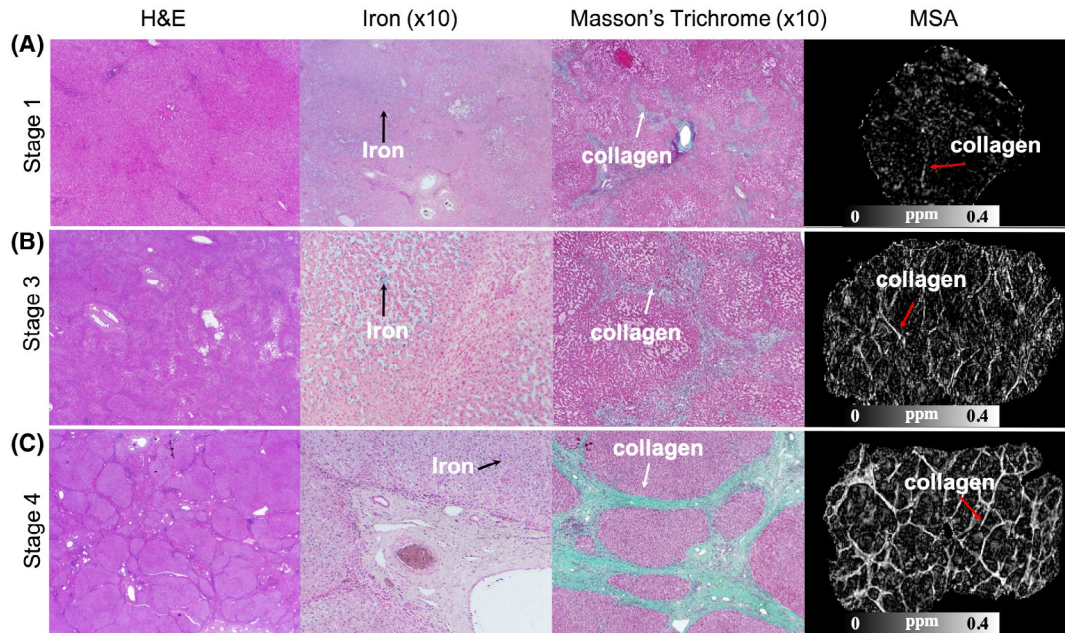 H&E Iron (x10) Masson's Trichrome (x10) MSA
(A)
Stage 1
Iron
collagen
collagen
0 ppm 0.4
(B)
Stage 3
Iron
collagen
collagen
0 ppm 0.4
(C)
Stage 4
Iron
collagen
collagen
0 ppm 0.4